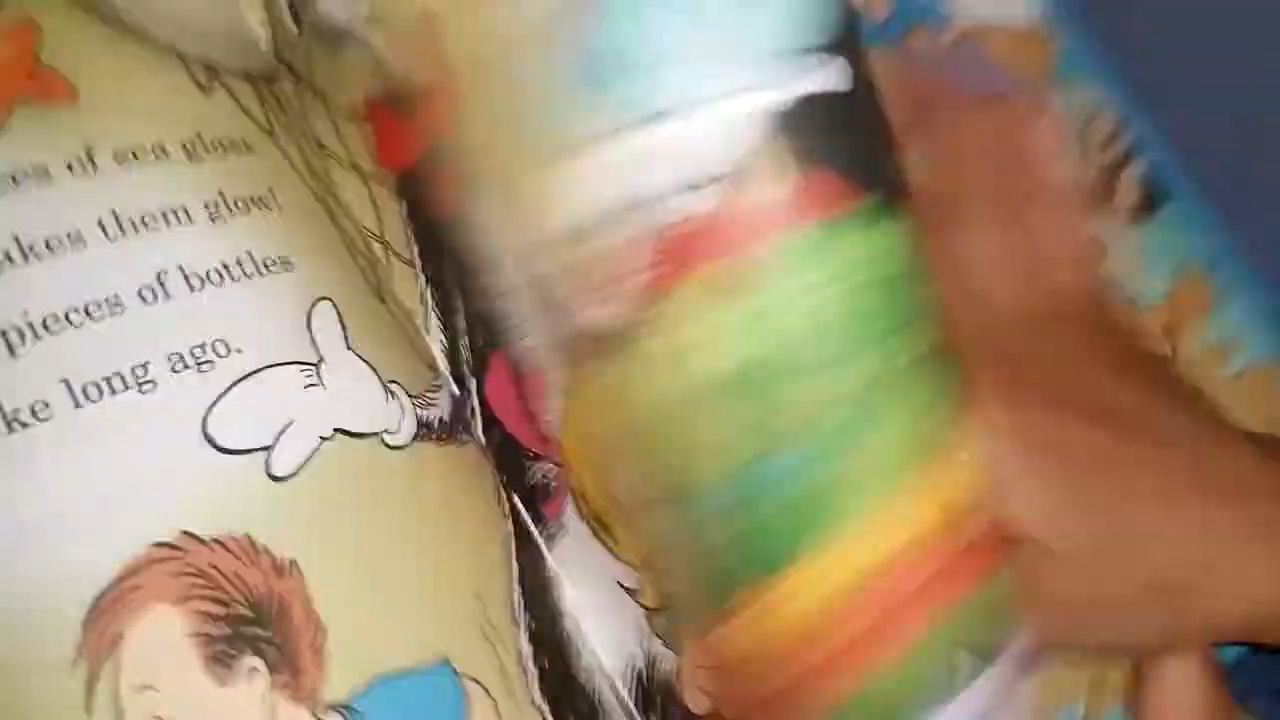 of sea glass
akes them glow!
pieces of bottles
ke long ago.